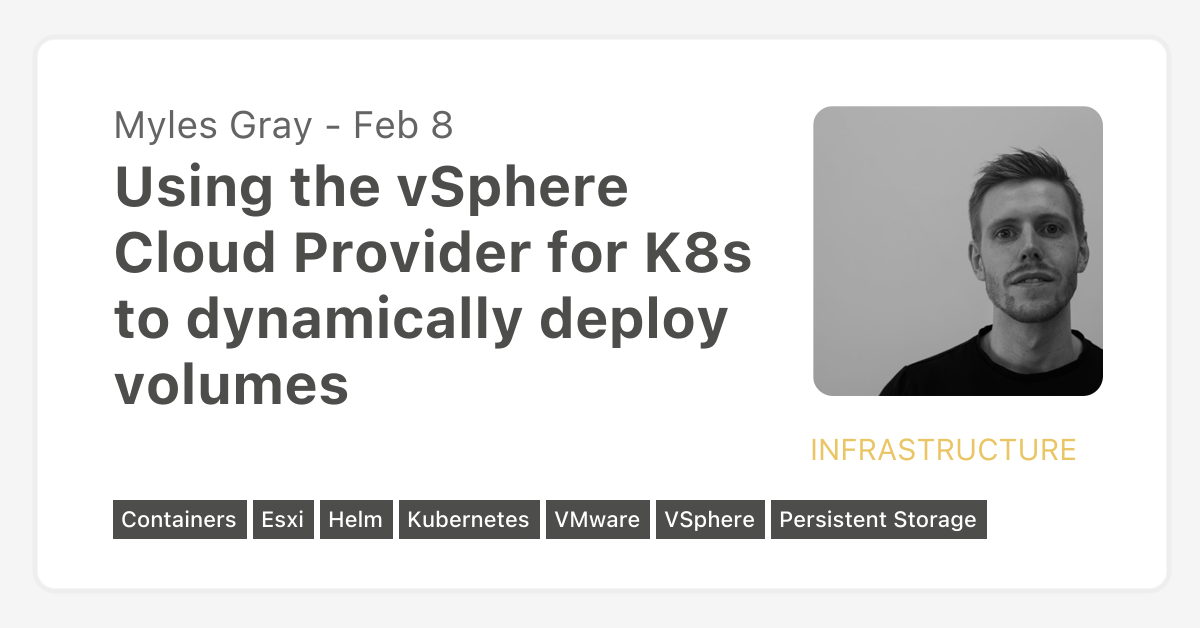 Myles Gray - Feb 8
Using the vSphere
Cloud Provider for K8s
to dynamically deploy
volumes
INFRASTRUCTURE
Containers Esxi Helm Kubernetes VMware VSphere Persistent Storage